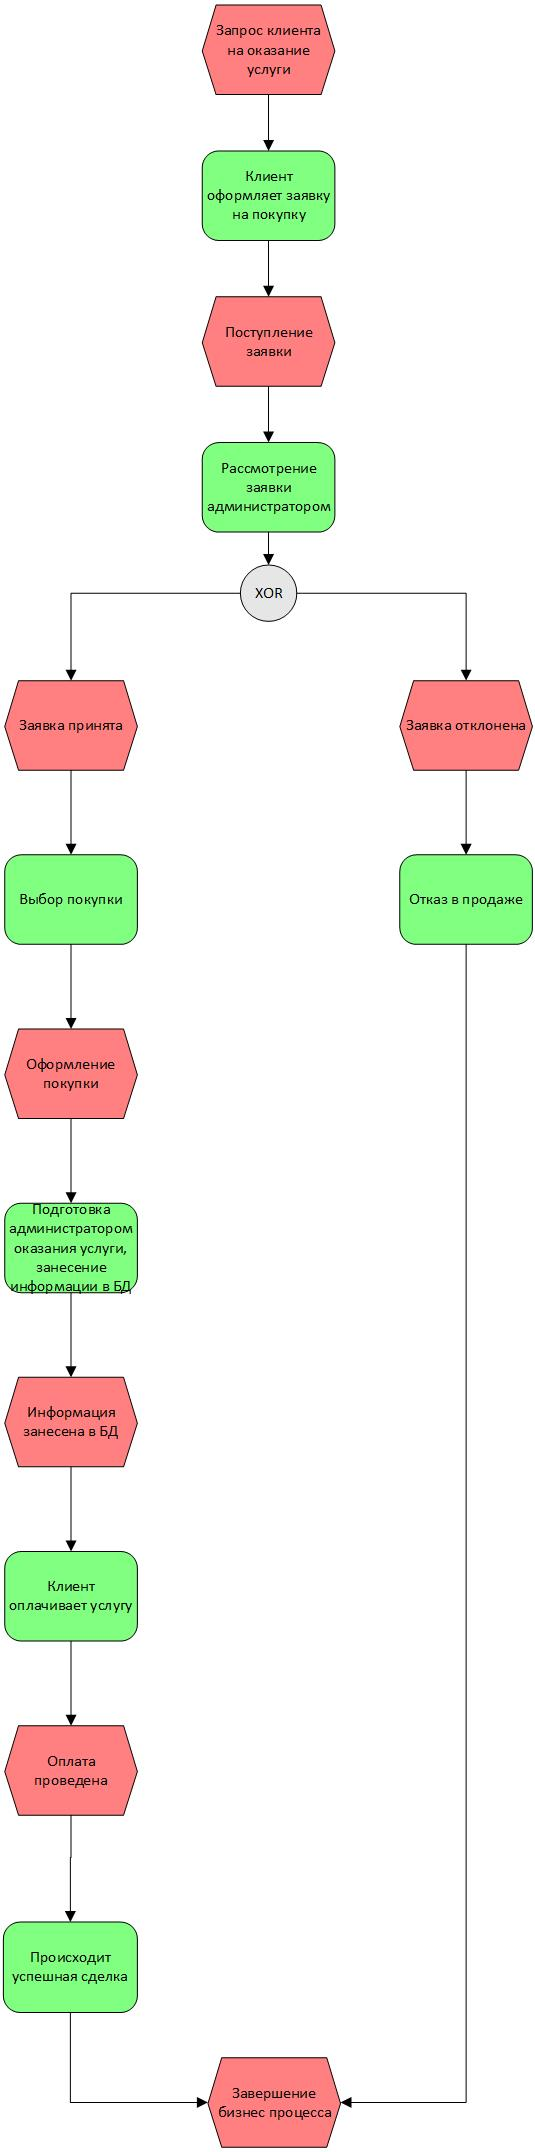 Запрос клиента
на оказание
услуги
Клиент
оформляет заявку
на покупку
Поступление
заявки
Рассмотрение
заявки
администратором
XOR
Заявка принята
Заявка отклонена
Выбор покупки
Отказ в продаже
Оформление
покупки
Подготовка
администратором
оказания услуги,
занесение
информации в БД
Информация
занесена в БД
Клиент
оплачивает услугу
Оплата
проведена
Происходит
успешная сделка
Завершение
бизнес процесса